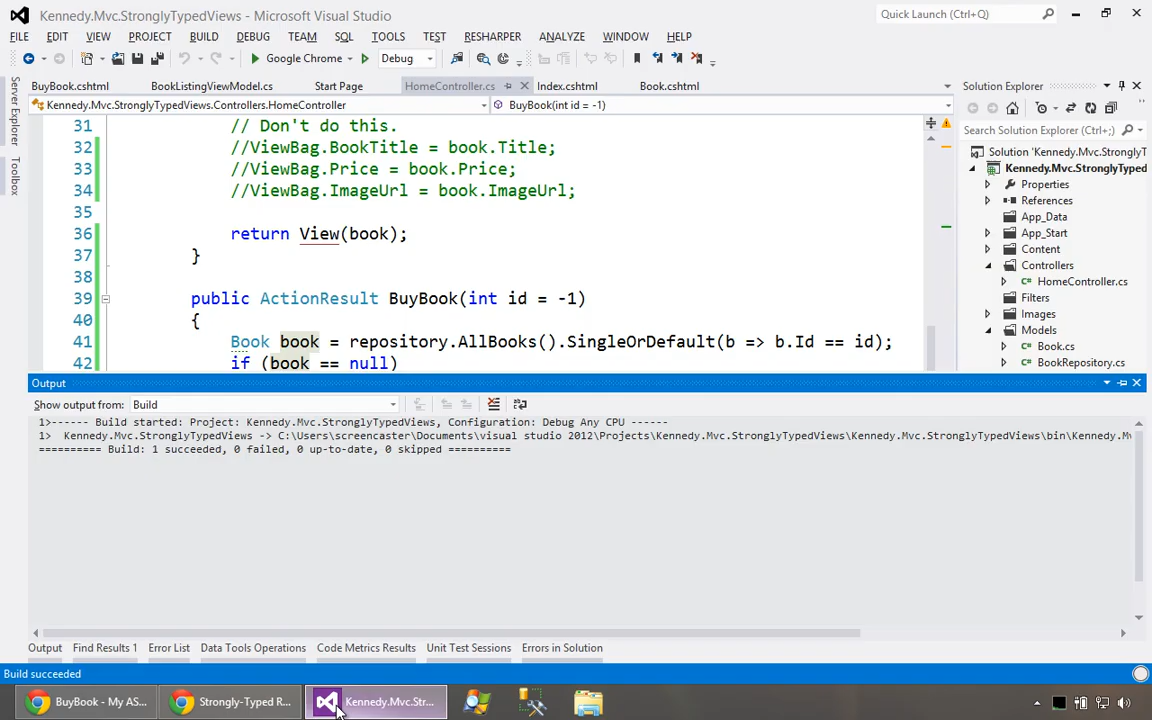 Kennedy.Mvc.StronglyTypedViews - Microsoft Visual Studio
Quick Launch (Ctrl+Q)
FILE EDIT VIEW PROJECT BUILD DEBUG TEAM SQL TOOLS TEST RESHARPER ANALYZE WINDOW HELP
Google Chrome Debug
Server Explorer
Toolbox
BuyBook.cshtml BookListingViewModel.cs Start Page HomeController.cs Index.cshtml Book.cshtml
Kennedy.Mvc.StronglyTypedViews.Controllers.HomeController BuyBook(int id = -1)
31 // Don't do this.
32 //ViewBag.BookTitle = book.Title;
33 //ViewBag.Price = book.Price;
34 //ViewBag.ImageUrl = book.ImageUrl;
35
36 return View(book);
37 }
38
39 public ActionResult BuyBook(int id = -1)
40 {
41 Book book = repository.AllBooks().SingleOrDefault(b => b.Id == id);
42 if (book == null)
Solution Explorer
Search Solution Explorer (Ctrl+;)
Solution 'Kennedy.Mvc.StronglyT
Kennedy.Mvc.StronglyTyped
Properties
References
App_Data
App_Start
Content
Controllers
HomeController.cs
Filters
Images
Models
Book.cs
BookRepository.cs
Output
Show output from: Build
1>------ Build started: Project: Kennedy.Mvc.StronglyTypedViews, Configuration: Debug Any CPU ------
1> Kennedy.Mvc.StronglyTypedViews -> C:\Users\screencaster\Documents\visual studio 2012\Projects\Kennedy.Mvc.StronglyTypedViews\Kennedy.Mvc.StronglyTypedViews\bin\Kennedy.M
========== Build: 1 succeeded, 0 failed, 0 up-to-date, 0 skipped ==========
Output Find Results 1 Error List Data Tools Operations Code Metrics Results Unit Test Sessions Errors in Solution
Build succeeded
BuyBook - My AS... Strongly-Typed R... Kennedy.Mvc.Str...